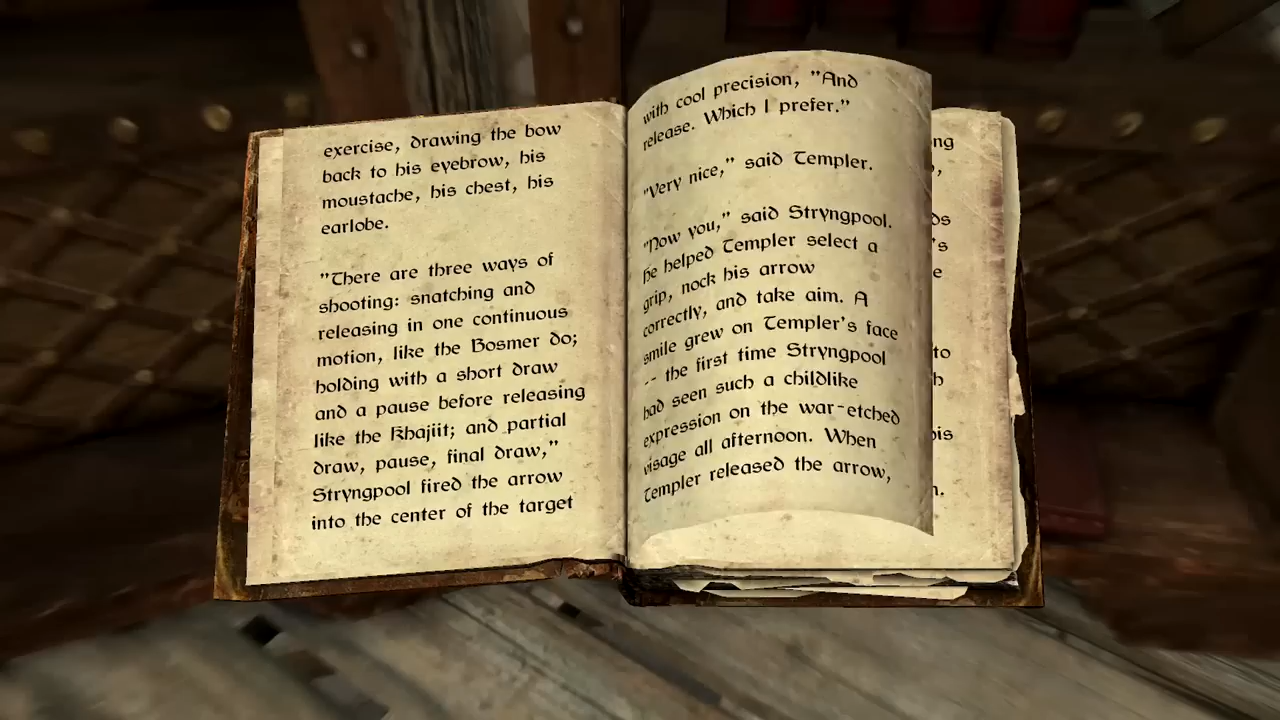 exercise, drawing the bow
back to his eyebrow, his
moustache, his chest, his
earlobe.
"There are three ways of
shooting: snatching and
releasing in one continuous
motion, like the Bosmer do;
holding with a short draw
and a pause before releasing
like the Khajiit; and partial
draw, pause, final draw,"
Stryngpool fired the arrow
into the center of the target
with cool precision, "And
release. Which I prefer."
"Very nice," said Templer.
"Now you," said Stryngpool.
He helped Templer select a
grip, nock his arrow
correctly, and take aim. A
smile grew on Templer's face
-- the first time Stryngpool
had seen such a childlike
expression on the war-etched
visage all afternoon. When
Templer released the arrow,